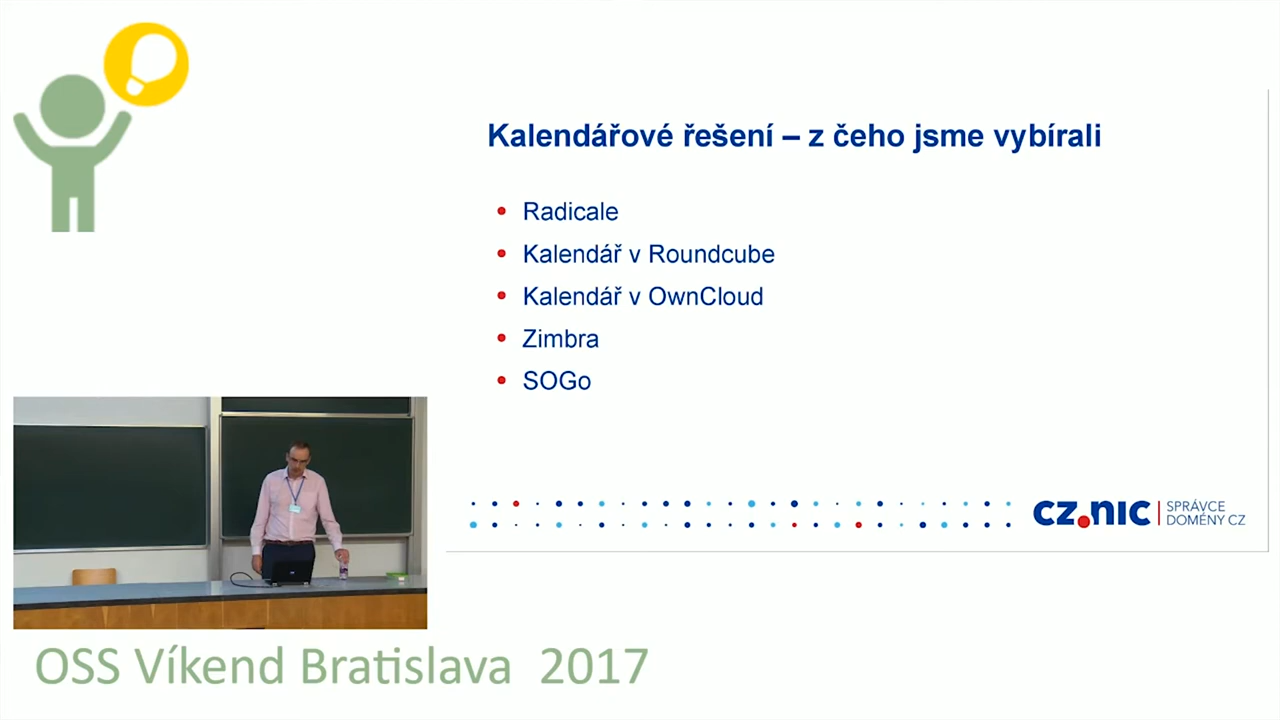 Kalendářové řešení – z čeho jsme vybírali
Radicale
Kalendář v Roundcube
Kalendář v OwnCloud
Zimbra
SOGo
CZ.NIC | SPRÁVCE
DOMÉNY CZ
OSS Víkend Bratislava 2017